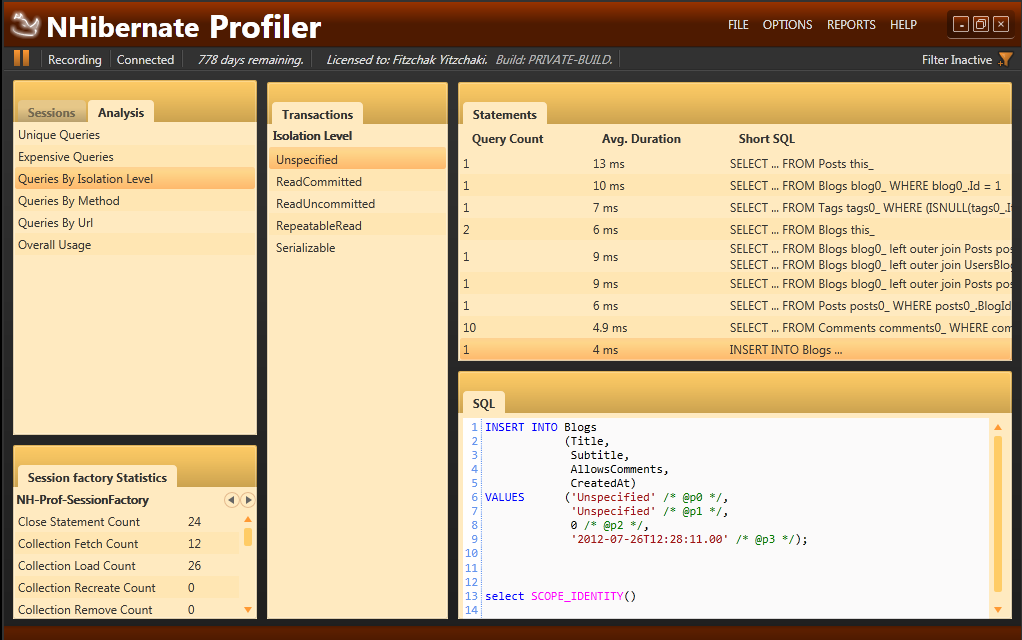 NHibernate Profiler
FILE OPTIONS REPORTS HELP
Recording Connected 778 days remaining. Licensed to: Fitzchak Yitzchaki. Build: PRIVATE-BUILD. Filter Inactive
Sessions Analysis
Unique Queries
Expensive Queries
Queries By Isolation Level
Queries By Method
Queries By Url
Overall Usage
Session factory Statistics
NH-Prof-SessionFactory
Close Statement Count 24
Collection Fetch Count 12
Collection Load Count 26
Collection Recreate Count 0
Collection Remove Count 0
Transactions
Isolation Level
Unspecified
ReadCommitted
ReadUncommitted
RepeatableRead
Serializable
Statements
Query Count Avg. Duration Short SQL
1 13 ms SELECT ... FROM Posts this_
1 10 ms SELECT ... FROM Blogs blog0_ WHERE blog0_.Id = 1
1 7 ms SELECT ... FROM Tags tags0_ WHERE (ISNULL(tags0_.I
2 6 ms SELECT ... FROM Blogs this_
1 9 ms SELECT ... FROM Blogs blog0_ left outer join Posts pos
SELECT ... FROM Blogs blog0_ left outer join UsersBlo
1 9 ms SELECT ... FROM Blogs blog0_ left outer join Posts pos
1 6 ms SELECT ... FROM Posts posts0_ WHERE posts0_.BlogId
10 4.9 ms SELECT ... FROM Comments comments0_ WHERE com
1 4 ms INSERT INTO Blogs ...
SQL
1 INSERT INTO Blogs
2 (Title,
3 Subtitle,
4 AllowsComments,
5 CreatedAt)
6 VALUES ('Unspecified' /* @p0 */,
7 'Unspecified' /* @p1 */,
8 0 /* @p2 */,
9 '2012-07-26T12:28:11.00' /* @p3 */);
10
11
12
13 select SCOPE_IDENTITY()
14